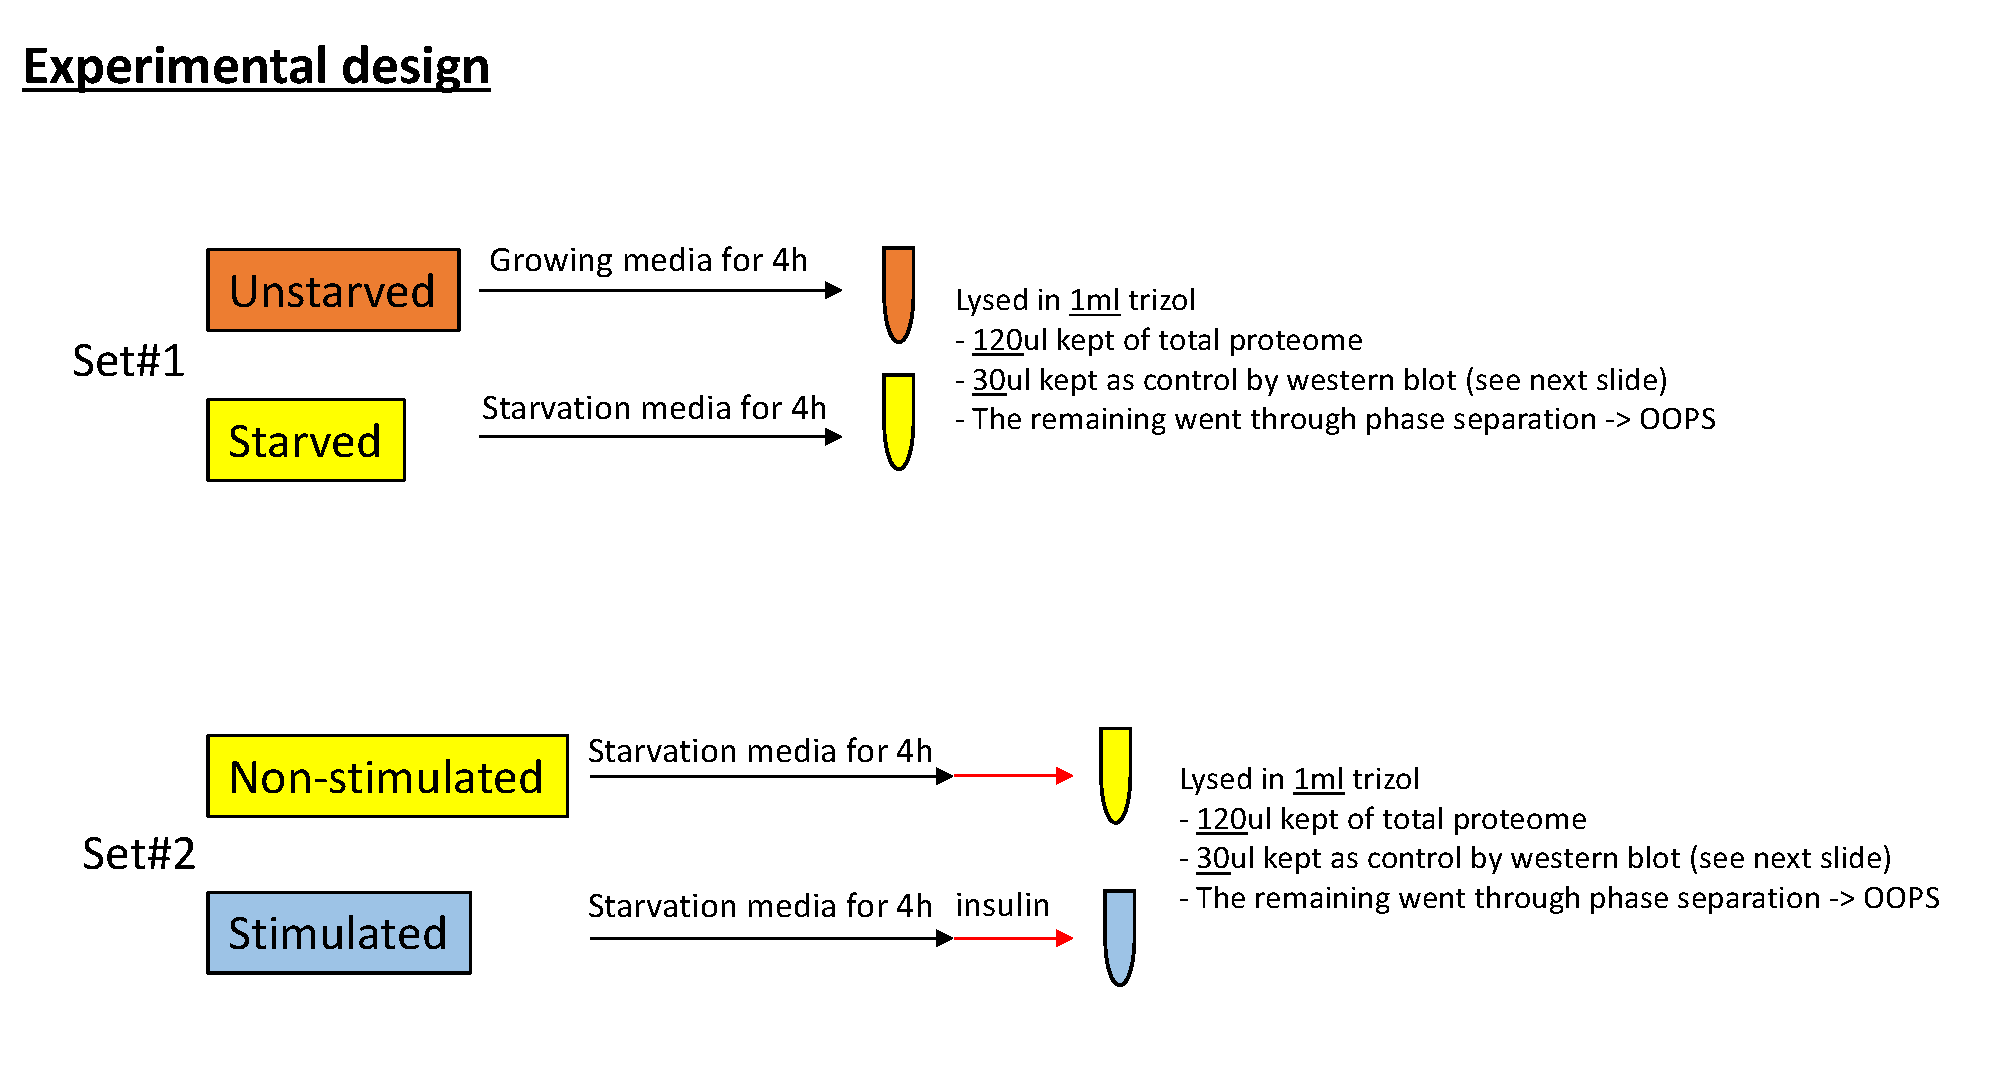 Experimental design
Set#1
Unstarved
Growing media for 4h
Starved
Starvation media for 4h
Lysed in 1ml trizol
- 120ul kept of total proteome
- 30ul kept as control by western blot (see next slide)
- The remaining went through phase separation -> OOPS
Set#2
Non-stimulated
Starvation media for 4h
Stimulated
Starvation media for 4h
insulin
Lysed in 1ml trizol
- 120ul kept of total proteome
- 30ul kept as control by western blot (see next slide)
- The remaining went through phase separation -> OOPS